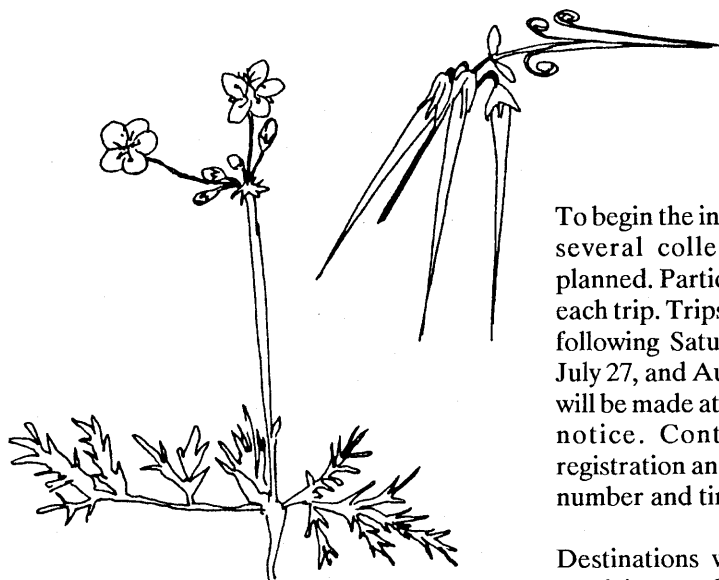 To begin the in
several colle
planned. Partic
each trip. Trips
following Satu
July 27, and Au
will be made at
notice. Cont
registration an
number and tin
Destinations w